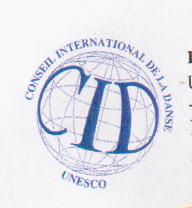 CONSEIL INTERNATIONAL DE LA DANSE
CID
UNESCO